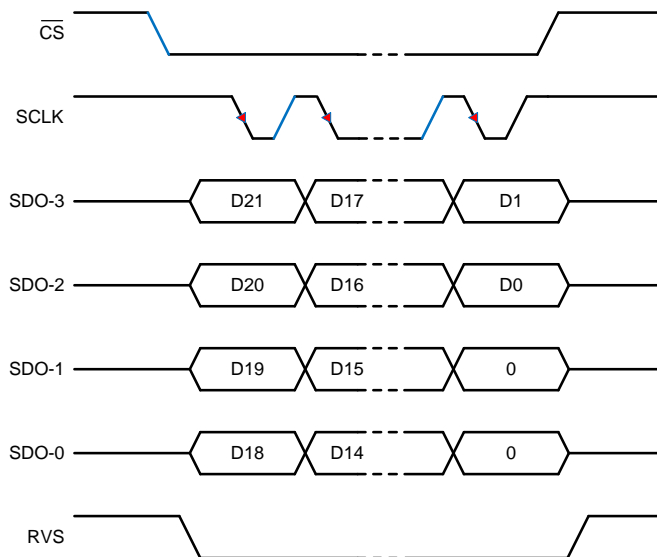 C̅S̅
SCLK
SDO-3 D21 D17 D1
SDO-2 D20 D16 D0
SDO-1 D19 D15 0
SDO-0 D18 D14 0
RVS